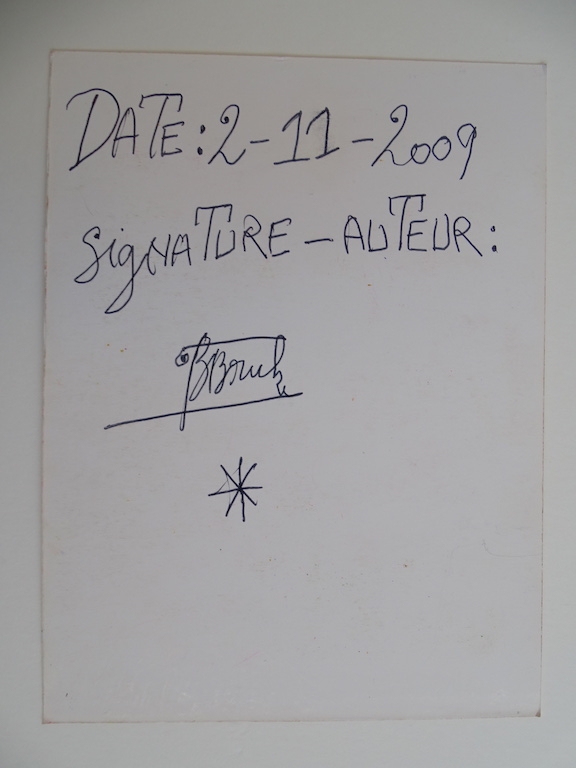 DATE: 2-11-2009
SIGNATURE - AUTEUR: